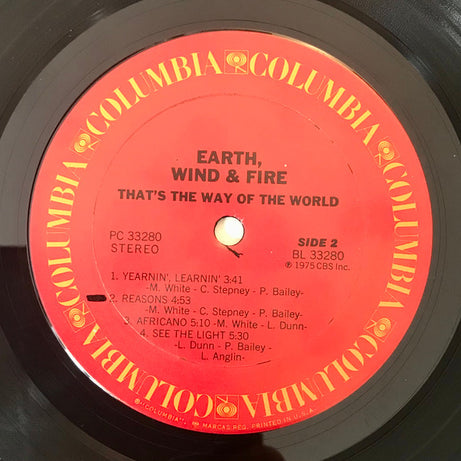 COLUMBIA COLUMBIA COLUMBIA COLUMBIA COLUMBIA COLUMBIA
EARTH,
WIND & FIRE
THAT'S THE WAY OF THE WORLD
PC 33280
STEREO
SIDE 2
BL 33280
℗ 1975 CBS Inc.
1. YEARNIN', LEARNIN' 3:41
-M. White - C. Stepney - P. Bailey-
2. REASONS 4:53
-M. White - C. Stepney - P. Bailey-
3. AFRICANO 5:10 -M. White - L. Dunn-
4. SEE THE LIGHT 5:30
-L. Dunn - P. Bailey -
L. Anglin-
® "COLUMBIA", MARCAS REG. PRINTED IN U.S.A.